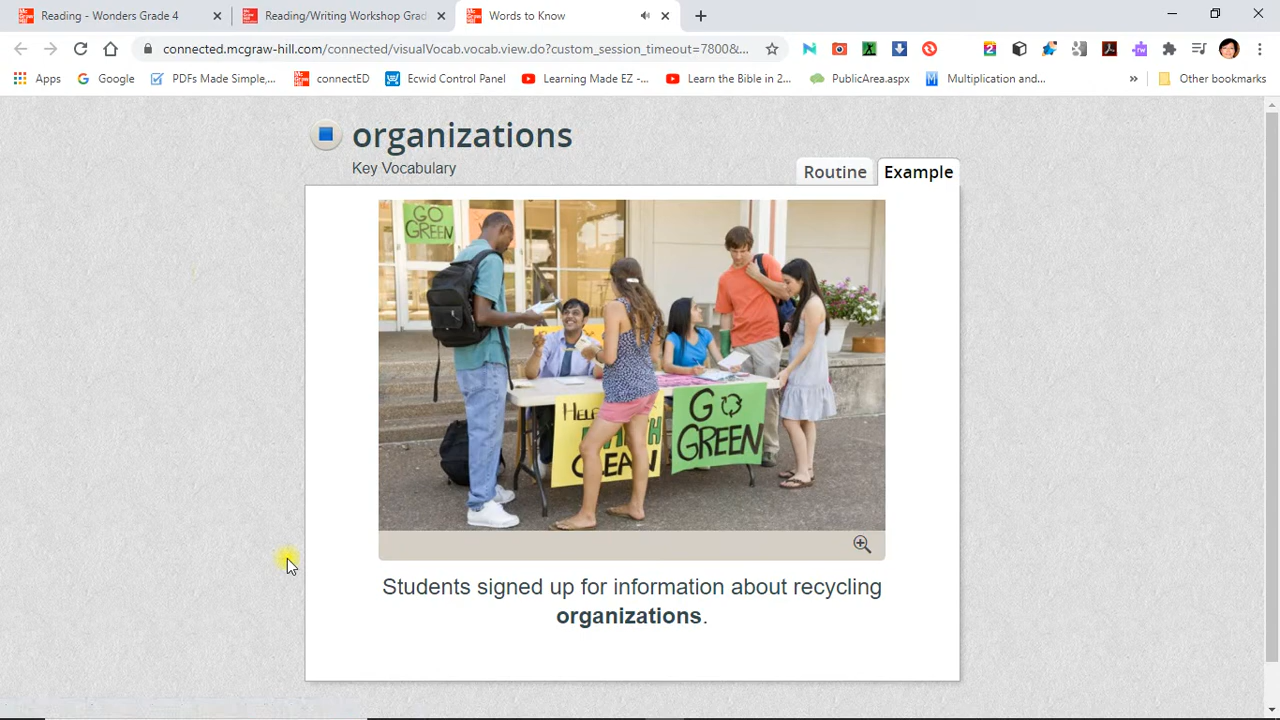 Reading - Wonders Grade 4
Reading/Writing Workshop Grad
Words to Know
connected.mcgraw-hill.com/connected/visualVocab.vocab.viewdo?custom_session_timeout=7800&...
Apps
Google
PDFs Made Simple,...
connectED
Ecwid Control Panel
Learning Made EZ -...
Learn the Bible in 2...
PublicArea.aspx
Multiplication and...
»
Other bookmarks
organizations
Key Vocabulary
Routine
Example
GO
GREEN
CLEAN
GO
GREEN
Students signed up for information about recycling
organizations.